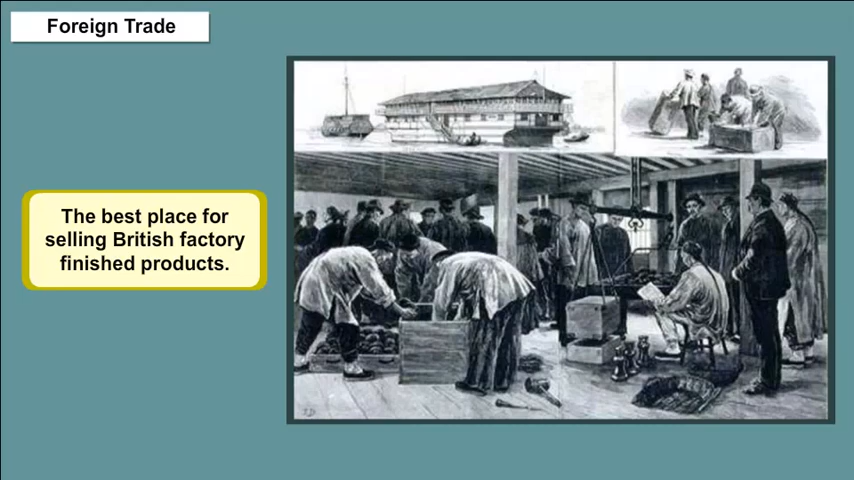 Foreign Trade
The best place for
selling British factory
finished products.